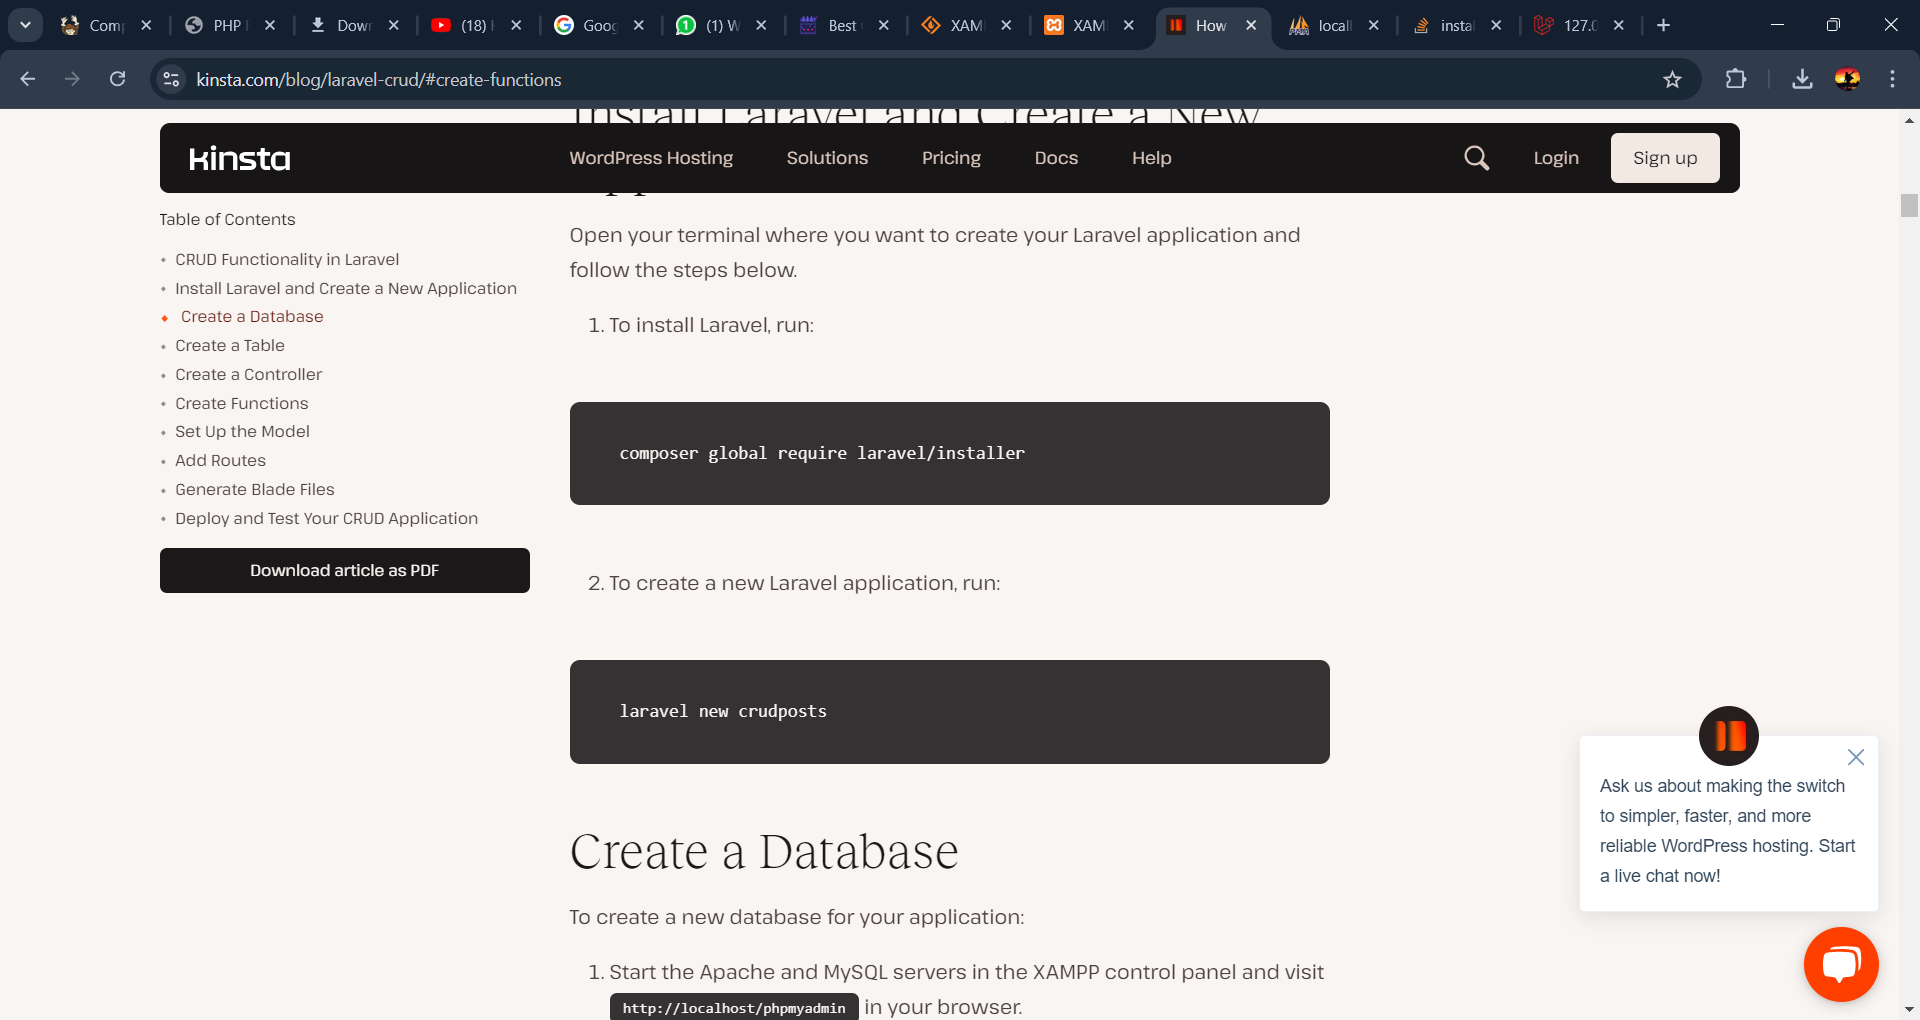 Comp
PHP
Dow
(18)
Goog
(1) W
Best
XAM
XAM
How
locall
instal
127.0
kinsta.com/blog/laravel-crud/#create-functions
Install Laravel and Create a New
kinsta
WordPress Hosting
Solutions
Pricing
Docs
Help
Login
Sign up
Table of Contents
CRUD Functionality in Laravel
Install Laravel and Create a New Application
Create a Database
Create a Table
Create a Controller
Create Functions
Set Up the Model
Add Routes
Generate Blade Files
Deploy and Test Your CRUD Application
Download article as PDF
Open your terminal where you want to create your Laravel application and
follow the steps below.
1. To install Laravel, run:
composer global require laravel/installer
2. To create a new Laravel application, run:
laravel new crudposts
Create a Database
To create a new database for your application:
1. Start the Apache and MySQL servers in the XAMPP control panel and visit
http://localhost/phpmyadmin in your browser.
Ask us about making the switch
to simpler, faster, and more
reliable WordPress hosting. Start
a live chat now!